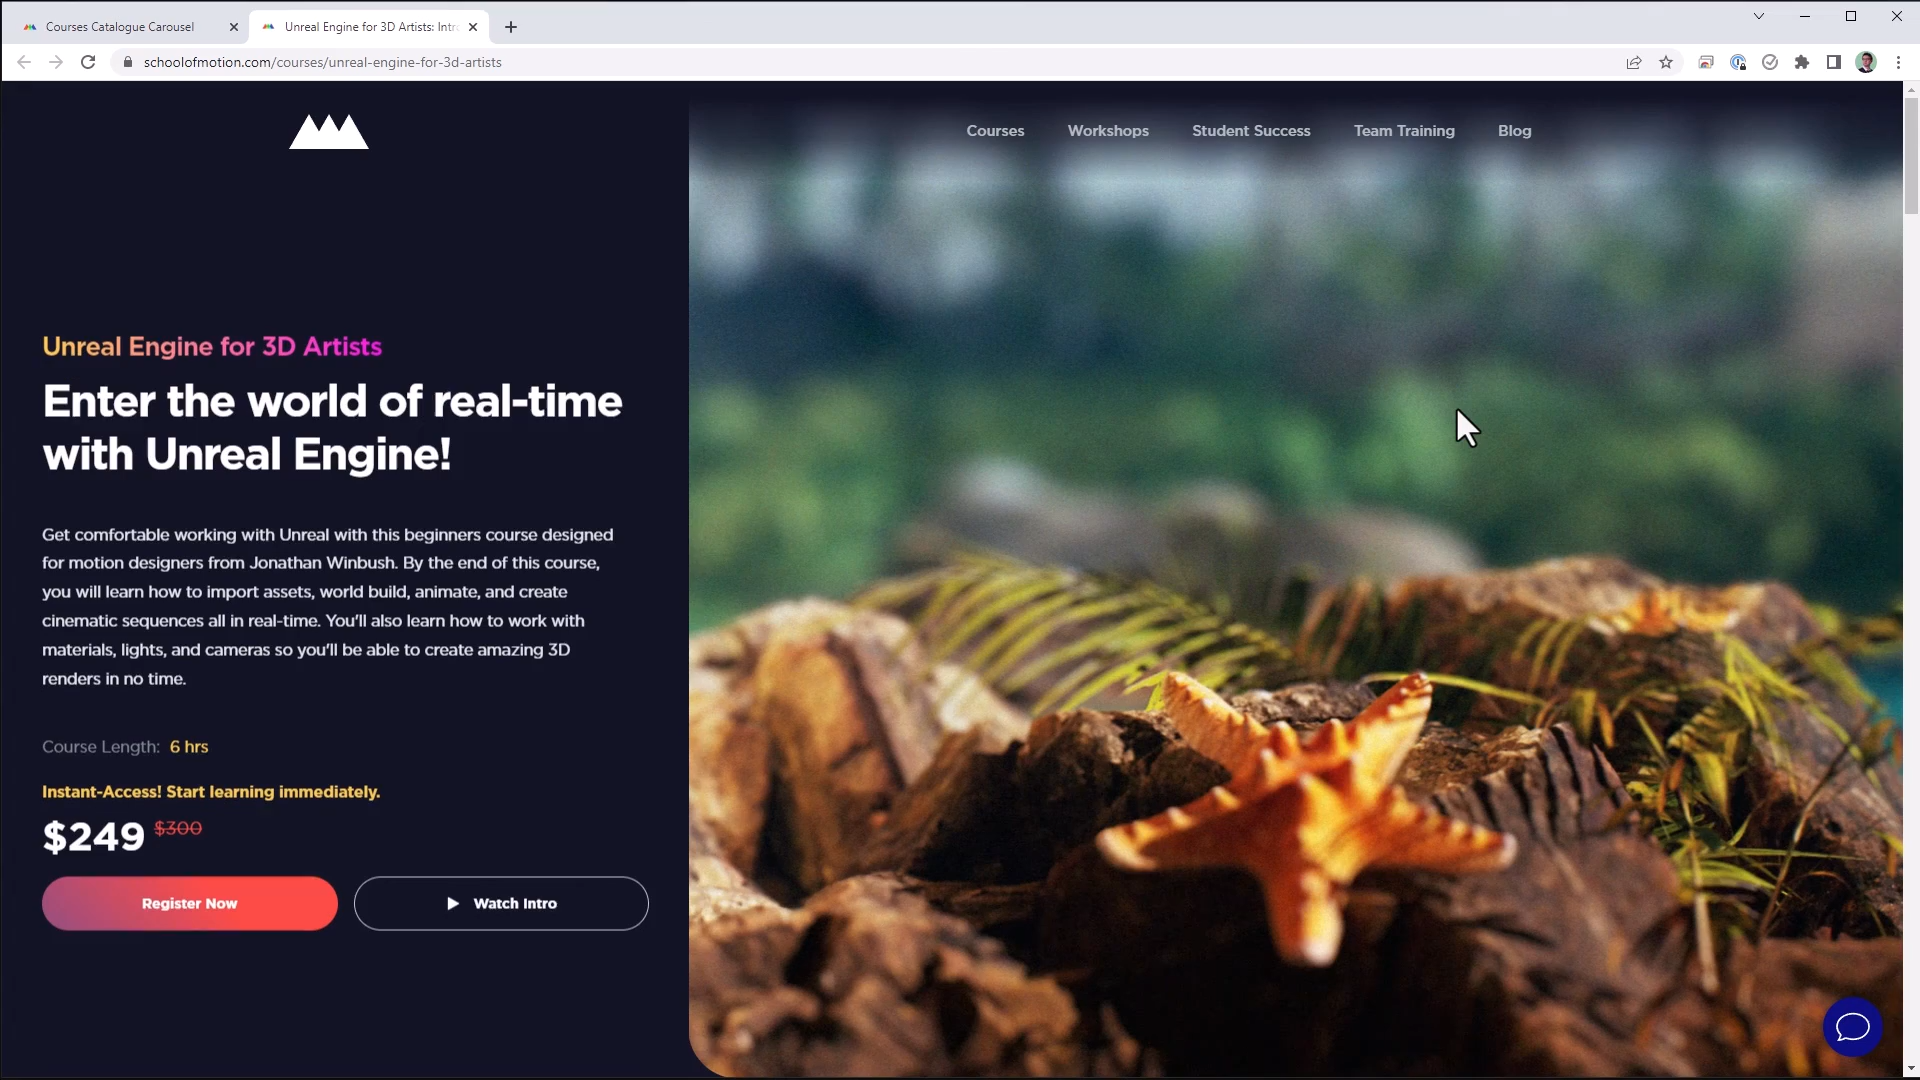 Courses Catalogue Carousel
Unreal Engine for 3D Artists: Intr
schoolofmotion.com/courses/unreal-engine-for-3d-artists
Courses Workshops Student Success Team Training Blog
Unreal Engine for 3D Artists
Enter the world of real-time
with Unreal Engine!
Get comfortable working with Unreal with this beginners course designed
for motion designers from Jonathan Winbush. By the end of this course,
you will learn how to import assets, world build, animate, and create
cinematic sequences all in real-time. You'll also learn how to work with
materials, lights, and cameras so you'll be able to create amazing 3D
renders in no time.
Course Length: 6 hrs
Instant-Access! Start learning immediately.
$249 $300
Register Now
Watch Intro